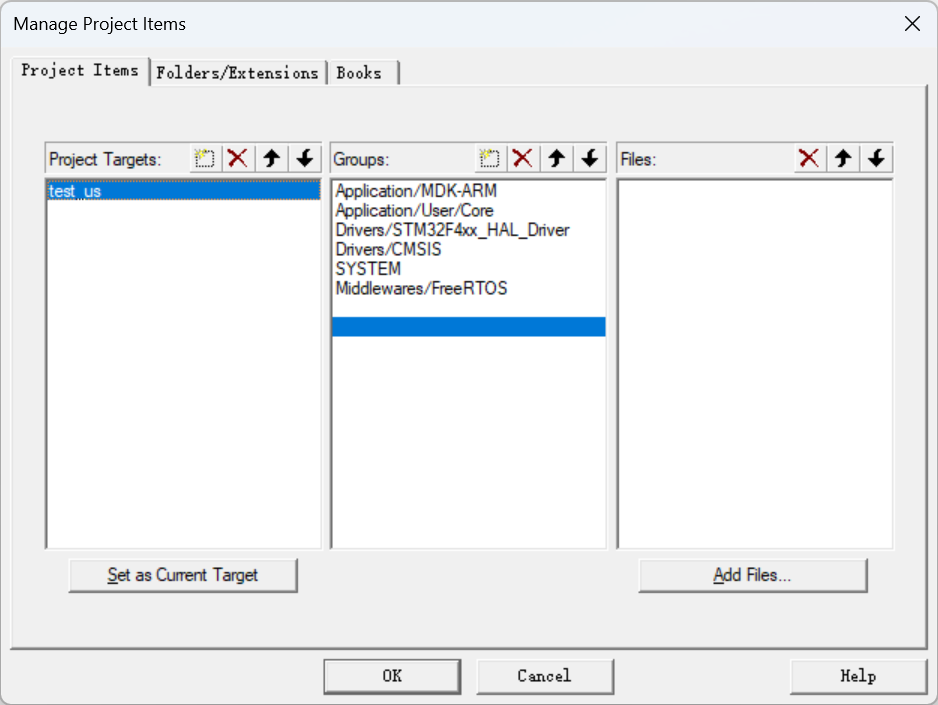 Manage Project Items
Project Items Folders/Extensions Books
Project Targets: Groups: Files:
test_us
Application/MDK-ARM
Application/User/Core
Drivers/STM32F4xx_HAL_Driver
Drivers/CMSIS
SYSTEM
Middlewares/FreeRTOS
Set as Current Target Add Files...
OK Cancel Help